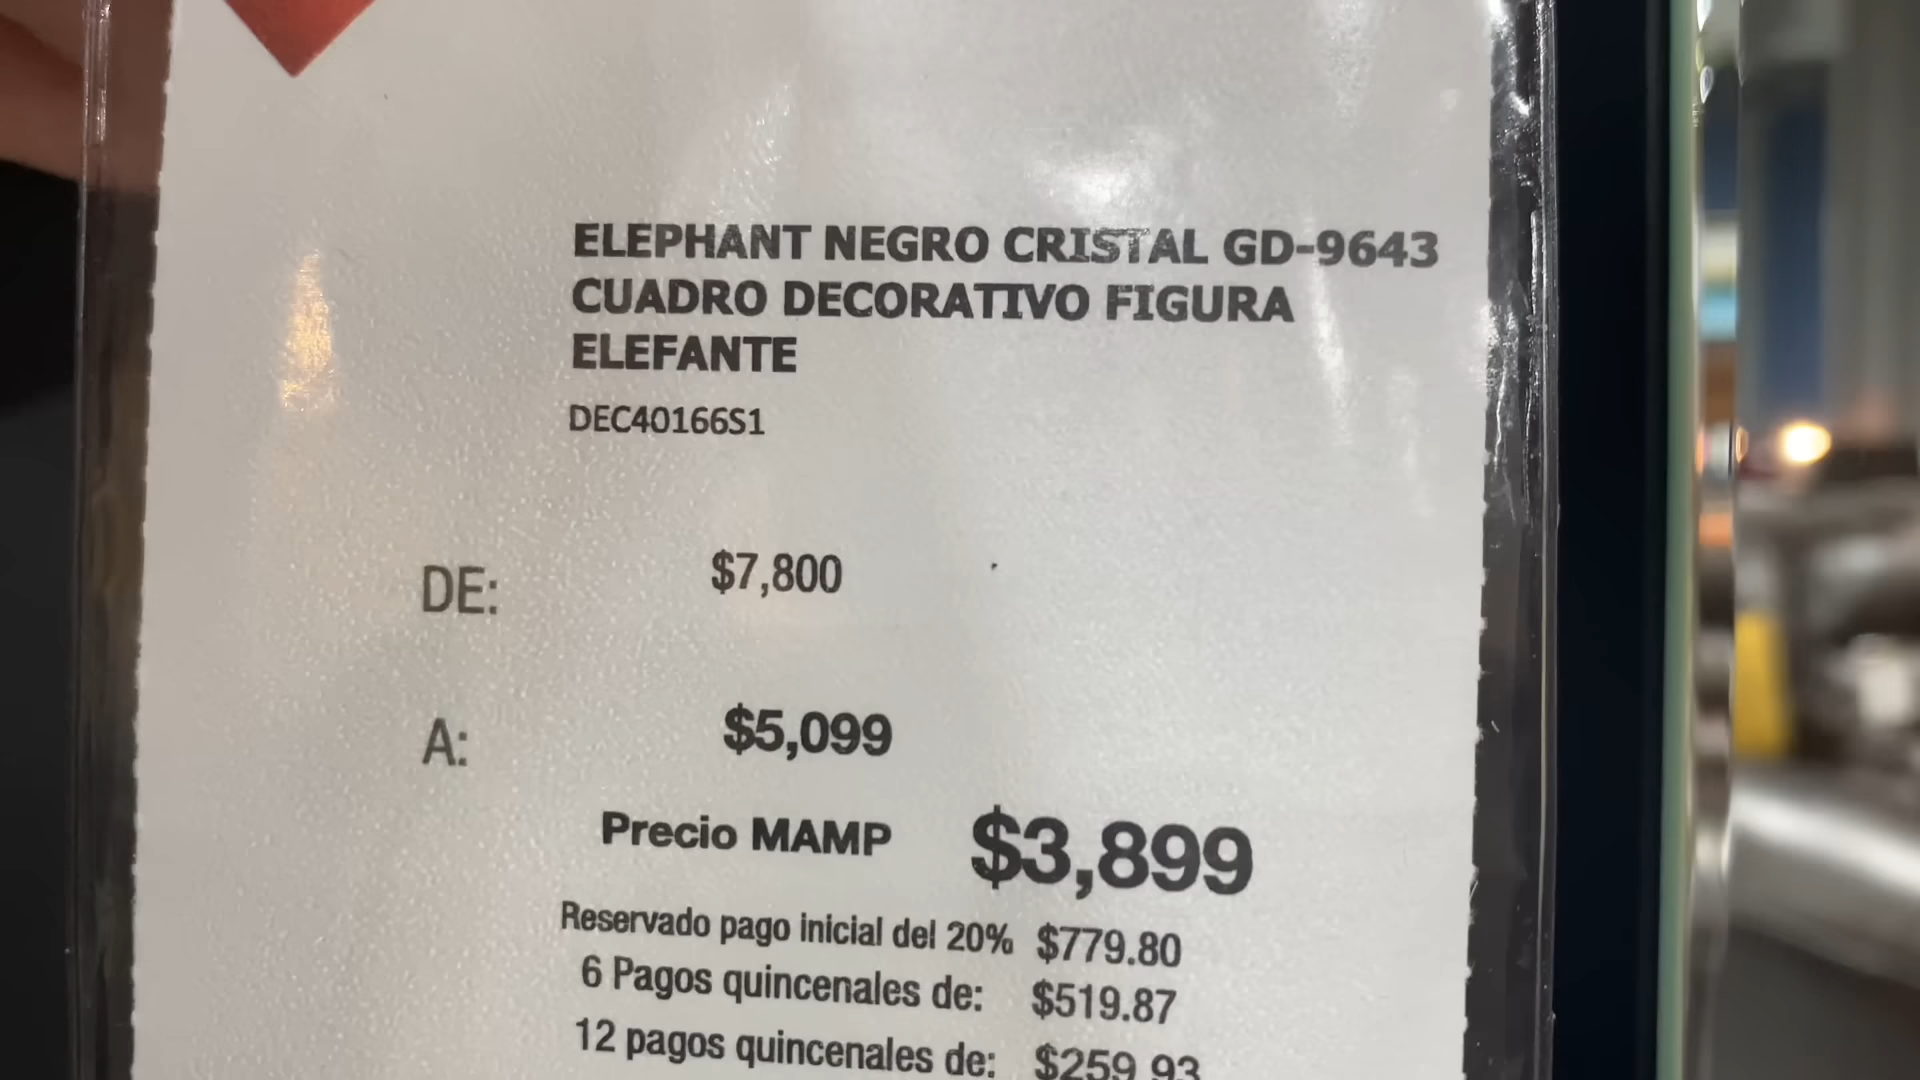 ELEPHANT NEGRO CRISTAL GD-9643
CUADRO DECORATIVO FIGURA
ELEFANTE
DEC40166S1
DE: $7,800
A: $5,099
Precio MAMP $3,899
Reservado pago inicial del 20% $779.80
6 Pagos quincenales de: $519.87
12 pagos quincenales de: $259.93